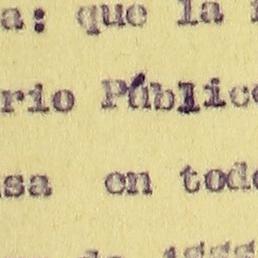 a: que la
rio Públic
sa en tod